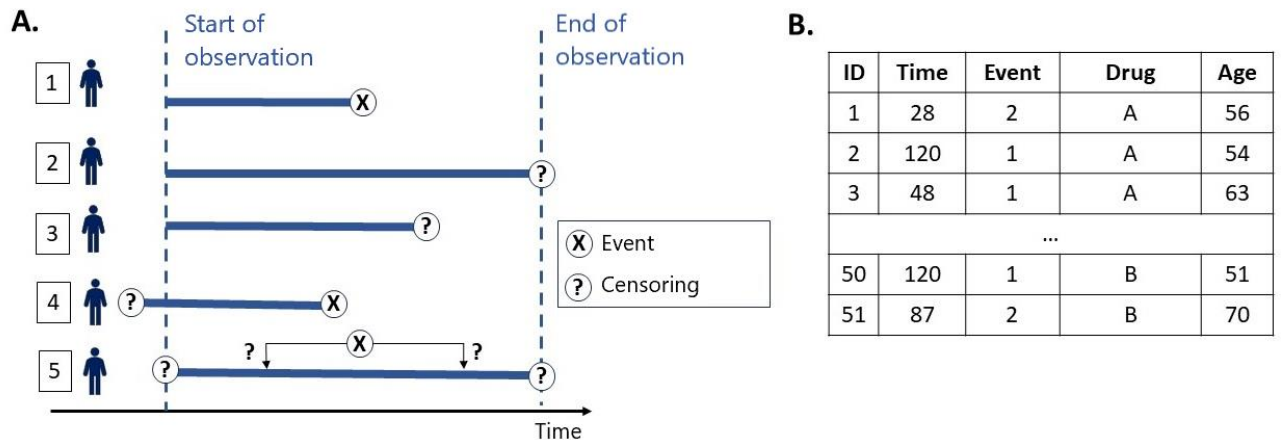 A.
Start of
observation
End of
observation
1
X
2
?
3
?
4
?
X
5
?
?
X
?
?
X Event
? Censoring
Time
B.
ID Time Event Drug Age
1 28 2 A 56
2 120 1 A 54
3 48 1 A 63
...
50 120 1 B 51
51 87 2 B 70